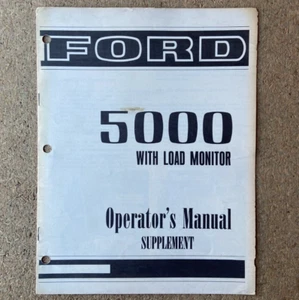 FORD
5000
WITH LOAD MONITOR
Operator's Manual
SUPPLEMENT